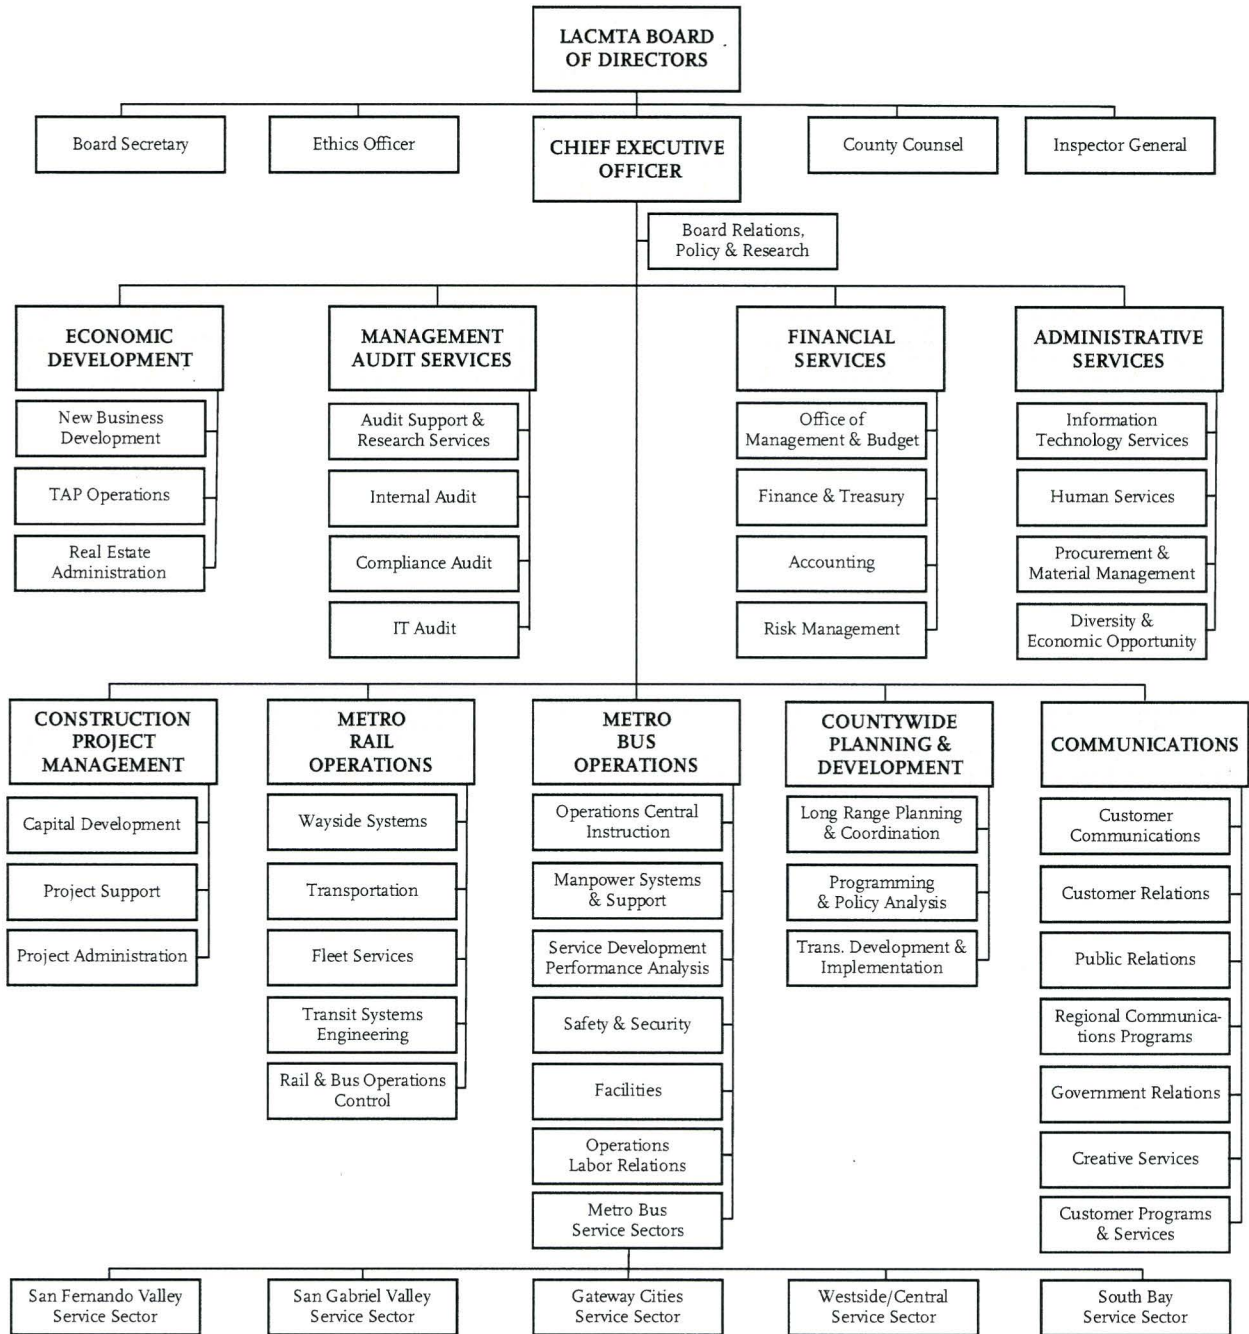 LACMTA BOARD
OF DIRECTORS
Board Secretary
Ethics Officer
CHIEF EXECUTIVE
OFFICER
County Counsel
Inspector General
Board Relations,
Policy & Research
ECONOMIC
DEVELOPMENT
New Business
Development
TAP Operations
Real Estate
Administration
MANAGEMENT
AUDIT SERVICES
Audit Support &
Research Services
Internal Audit
Compliance Audit
IT Audit
FINANCIAL
SERVICES
Office of
Management & Budget
Finance & Treasury
Accounting
Risk Management
ADMINISTRATIVE
SERVICES
Information
Technology Services
Human Services
Procurement &
Material Management
Diversity &
Economic Opportunity
CONSTRUCTION
PROJECT
MANAGEMENT
Capital Development
Project Support
Project Administration
METRO
RAIL
OPERATIONS
Wayside Systems
Transportation
Fleet Services
Transit Systems
Engineering
Rail & Bus Operations
Control
METRO
BUS
OPERATIONS
Operations Central
Instruction
Manpower Systems
& Support
Service Development
Performance Analysis
Safety & Security
Facilities
Operations
Labor Relations
Metro Bus
Service Sectors
COUNTYWIDE
PLANNING &
DEVELOPMENT
Long Range Planning
& Coordination
Programming
& Policy Analysis
Trans. Development &
Implementation
COMMUNICATIONS
Customer
Communications
Customer Relations
Public Relations
Regional Communica-
tions Programs
Government Relations
Creative Services
Customer Programs
& Services
San Fernando Valley
Service Sector
San Gabriel Valley
Service Sector
Gateway Cities
Service Sector
Westside/Central
Service Sector
South Bay
Service Sector